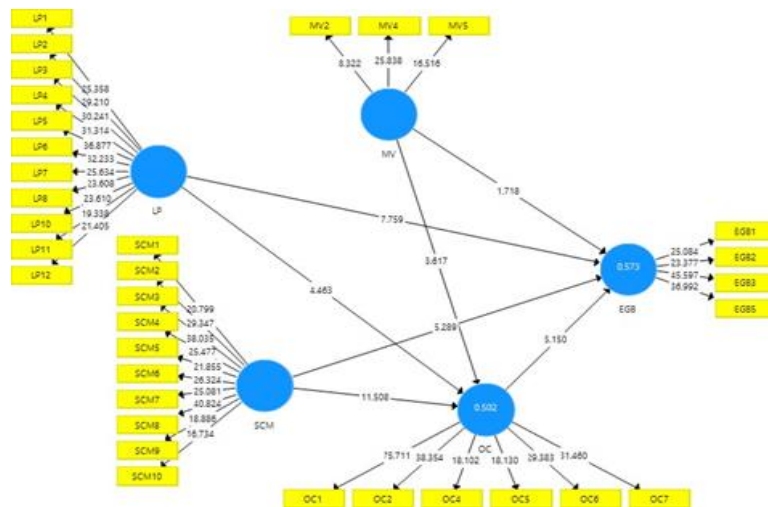 LP1
LP2
LP3
LP4
LP5
LP6
LP7
LP8
LP10
LP11
LP12
25.358
29.210
30.241
31.314
36.877
32.233
25.634
23.608
23.610
19.338
21.405
LP
MV2
MV4
MV5
8.322
25.838
16.516
MV
1.718
7.759
3.617
4.463
5.289
5.150
11.508
SCM1
SCM2
SCM3
SCM4
SCM5
SCM6
SCM7
SCM8
SCM9
SCM10
20.799
29.347
38.035
25.477
21.855
26.324
25.081
40.824
18.886
16.734
SCM
0.573
EGB
25.084
23.377
45.597
36.992
EGB1
EGB2
EGB3
EGB5
0.502
OC
75.711
38.354
18.102
18.130
29.383
31.460
OC1
OC2
OC4
OC5
OC6
OC7